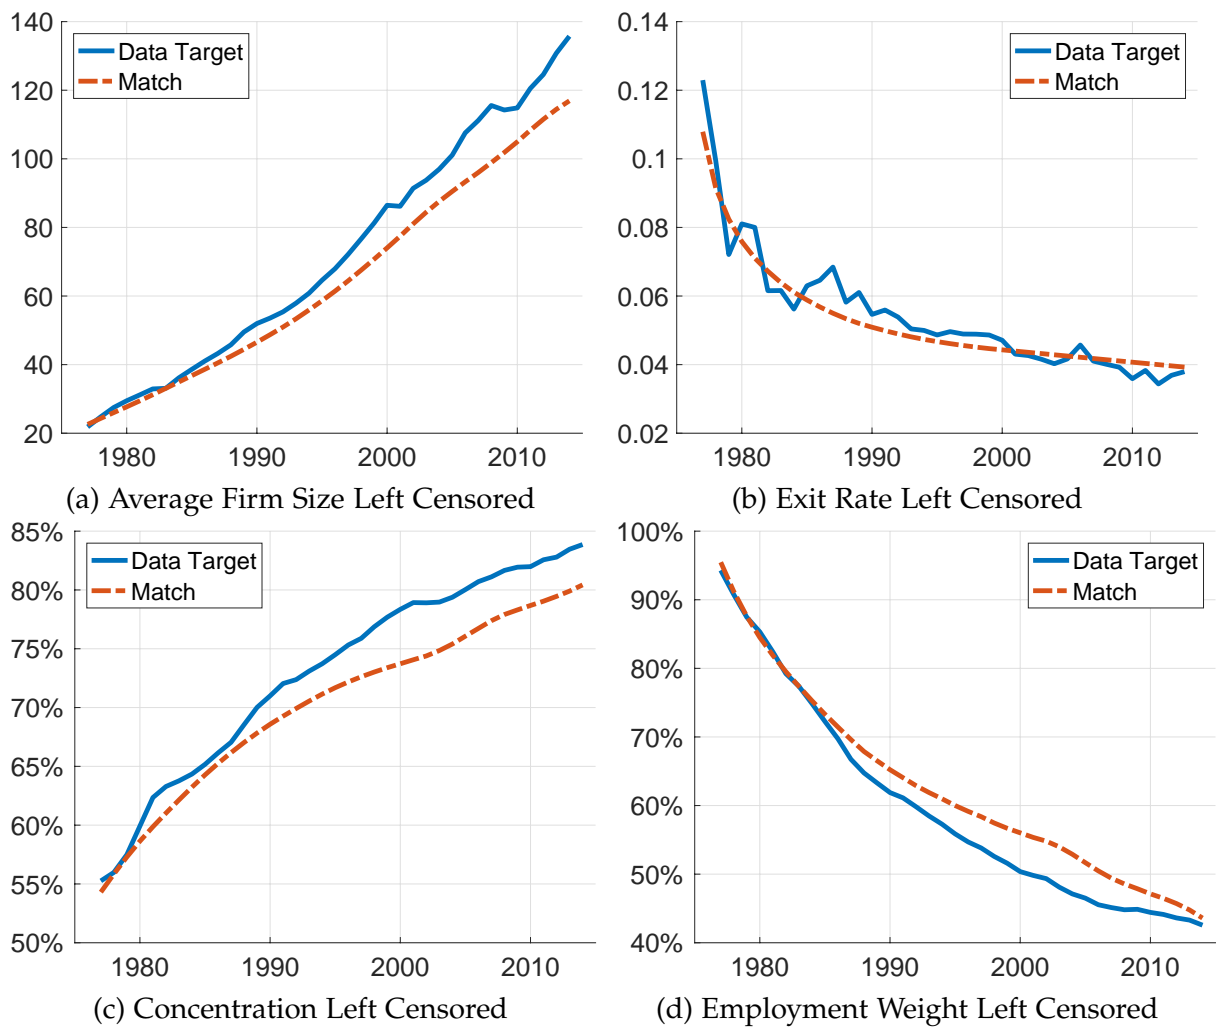 140
120
100
80
60
40
20
Data Target
Match
1980 1990 2000 2010
(a) Average Firm Size Left Censored
0.14
0.12
0.1
0.08
0.06
0.04
0.02
Data Target
Match
1980 1990 2000 2010
(b) Exit Rate Left Censored
85%
80%
75%
70%
65%
60%
55%
50%
Data Target
Match
1980 1990 2000 2010
(c) Concentration Left Censored
100%
90%
80%
70%
60%
50%
40%
Data Target
Match
1980 1990 2000 2010
(d) Employment Weight Left Censored